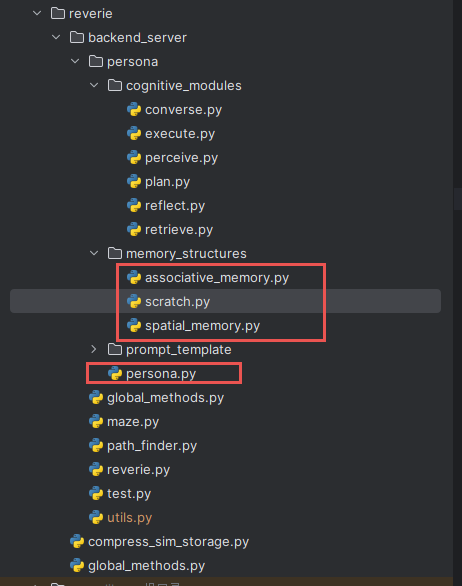 reverie
backend_server
persona
cognitive_modules
converse.py
execute.py
perceive.py
plan.py
reflect.py
retrieve.py
memory_structures
associative_memory.py
scratch.py
spatial_memory.py
prompt_template
persona.py
global_methods.py
maze.py
path_finder.py
reverie.py
test.py
utils.py
compress_sim_storage.py
global_methods.py